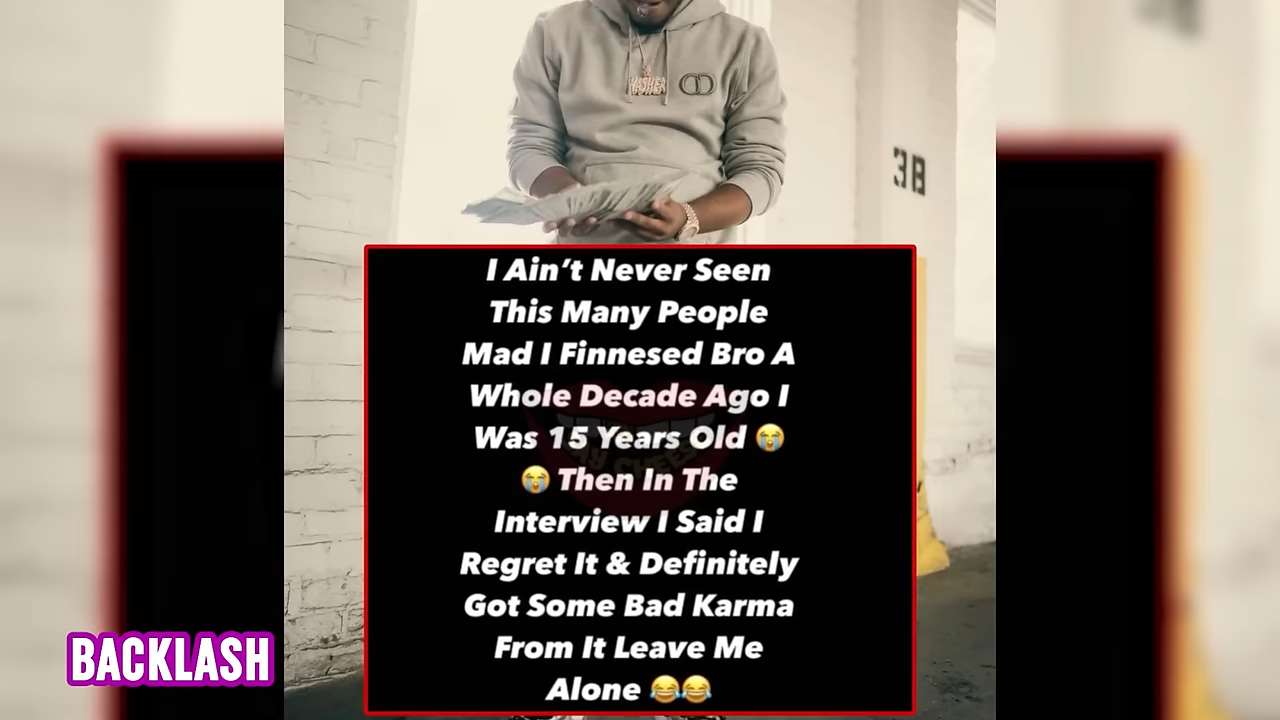 38
I Ain’t Never Seen
This Many People
Mad I Finnesed Bro A
Whole Decade Ago I
Was 15 Years Old 😭
😭 Then In The
Interview I Said I
Regret It & Definitely
Got Some Bad Karma
From It Leave Me
Alone 😂😂
BACKLASH